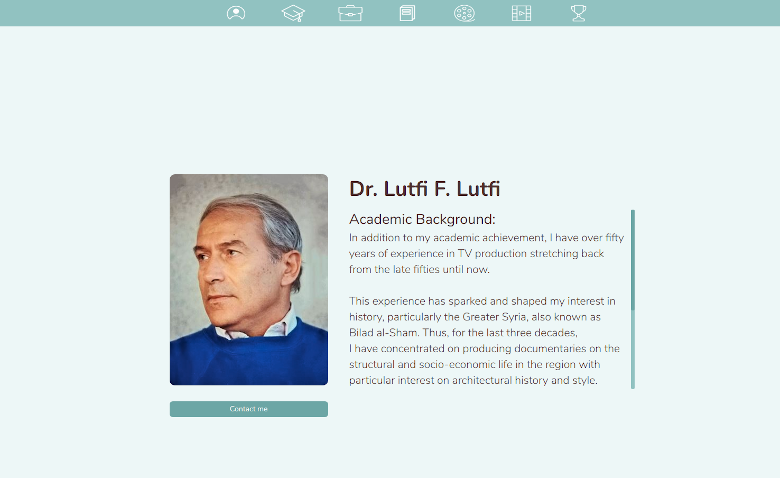 Dr. Lutfi F. Lutfi
Academic Background:
In addition to my academic achievement, I have over fifty
years of experience in TV production stretching back
from the late fifties until now.
This experience has sparked and shaped my interest in
history, particularly the Greater Syria, also known as
Bilad al-Sham. Thus, for the last three decades,
I have concentrated on producing documentaries on the
structural and socio-economic life in the region with
particular interest on architectural history and style.
Contact me